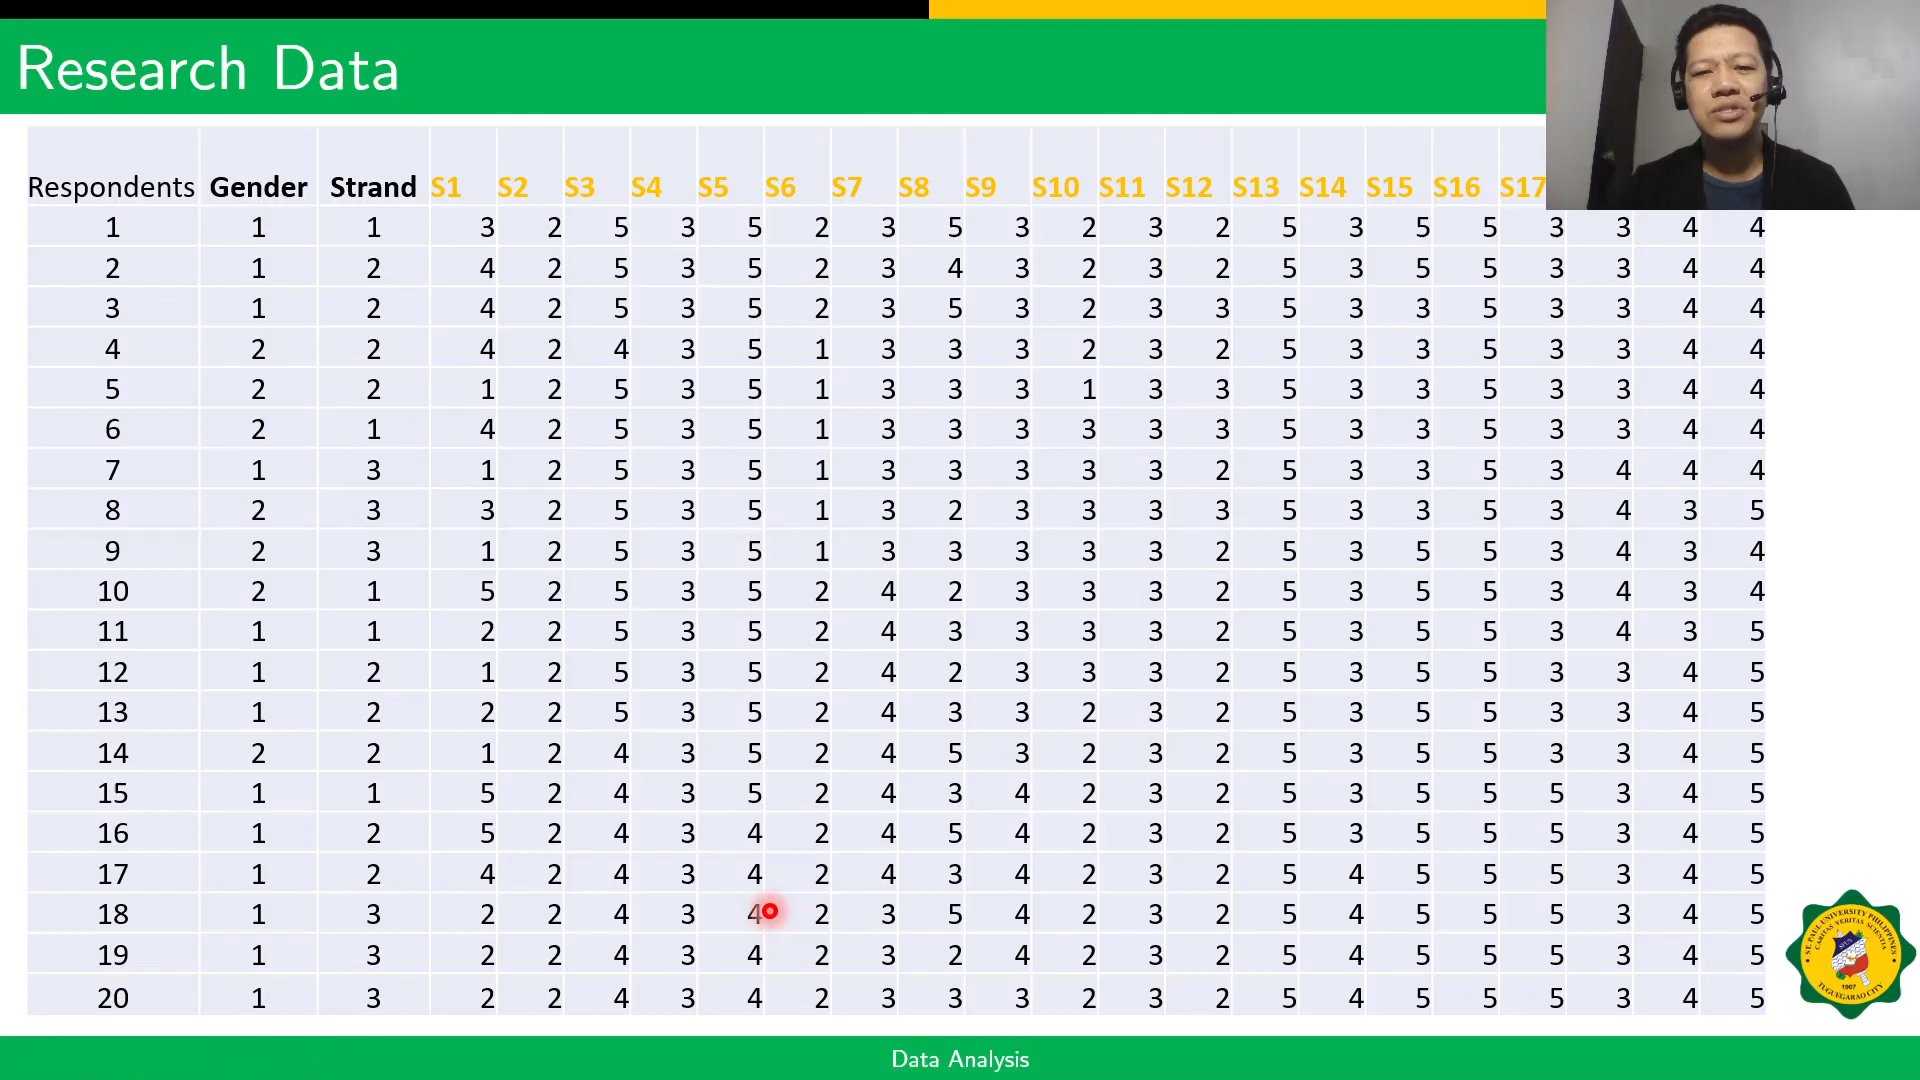 Research Data
Respondents Gender Strand S1 S2 S3 S4 S5 S6 S7 S8 S9 S10 S11 S12 S13 S14 S15 S16 S17
1 1 1 3 2 5 3 5 2 3 5 3 2 3 2 5 3 5 5 3 3 4 4
2 1 2 4 2 5 3 5 2 3 4 3 2 3 2 5 3 5 5 3 3 4 4
3 1 2 4 2 5 3 5 2 3 5 3 2 3 3 5 3 3 5 3 3 4 4
4 2 2 4 2 4 3 5 1 3 3 3 2 3 2 5 3 3 5 3 3 4 4
5 2 2 1 2 5 3 5 1 3 3 3 1 3 3 5 3 3 5 3 3 4 4
6 2 1 4 2 5 3 5 1 3 3 3 3 3 3 5 3 3 5 3 3 4 4
7 1 3 1 2 5 3 5 1 3 3 3 3 3 2 5 3 3 5 3 4 4 4
8 2 3 3 2 5 3 5 1 3 2 3 3 3 3 5 3 3 5 3 4 3 5
9 2 3 1 2 5 3 5 1 3 3 3 3 3 2 5 3 5 5 3 4 3 4
10 2 1 5 2 5 3 5 2 4 2 3 3 3 2 5 3 5 5 3 4 3 4
11 1 1 2 2 5 3 5 2 4 3 3 3 3 2 5 3 5 5 3 4 3 5
12 1 2 1 2 5 3 5 2 4 2 3 3 3 2 5 3 5 5 3 3 4 5
13 1 2 2 2 5 3 5 2 4 3 3 2 3 2 5 3 5 5 3 3 4 5
14 2 2 1 2 4 3 5 2 4 5 3 2 3 2 5 3 5 5 3 3 4 5
15 1 1 5 2 4 3 5 2 4 3 4 2 3 2 5 3 5 5 5 3 4 5
16 1 2 5 2 4 3 4 2 4 5 4 2 3 2 5 3 5 5 5 3 4 5
17 1 2 4 2 4 3 4 2 4 3 4 2 3 2 5 4 5 5 5 3 4 5
18 1 3 2 2 4 3 4 2 3 5 4 2 3 2 5 4 5 5 5 3 4 5
19 1 3 2 2 4 3 4 2 3 2 4 2 3 2 5 4 5 5 5 3 4 5
20 1 3 2 2 4 3 4 2 3 3 3 2 3 2 5 4 5 5 5 3 4 5
ST. PAUL UNIVERSITY PHILIPPINES
CARITAS VERITAS SCIENTIA
SPUP
1907
TUGUEGARAO CITY
Data Analysis